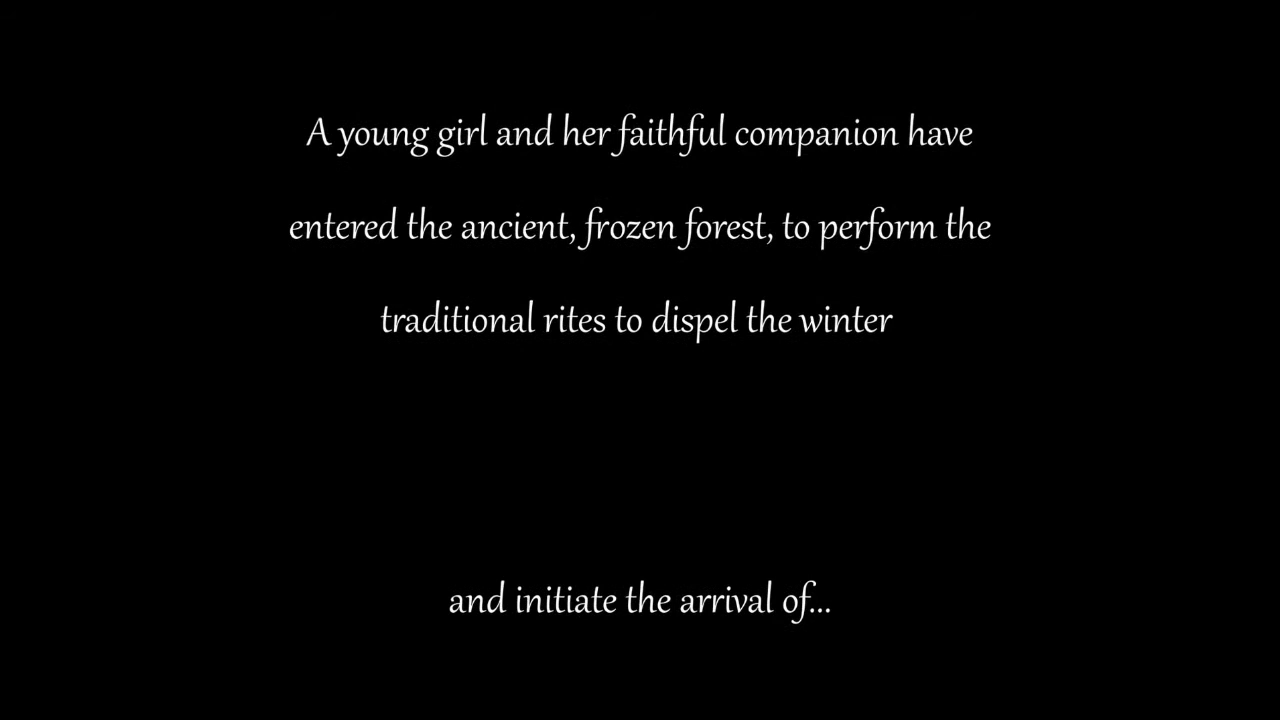 A young girl and her faithful companion have
entered the ancient, frozen forest, to perform the
traditional rites to dispel the winter
and initiate the arrival of...